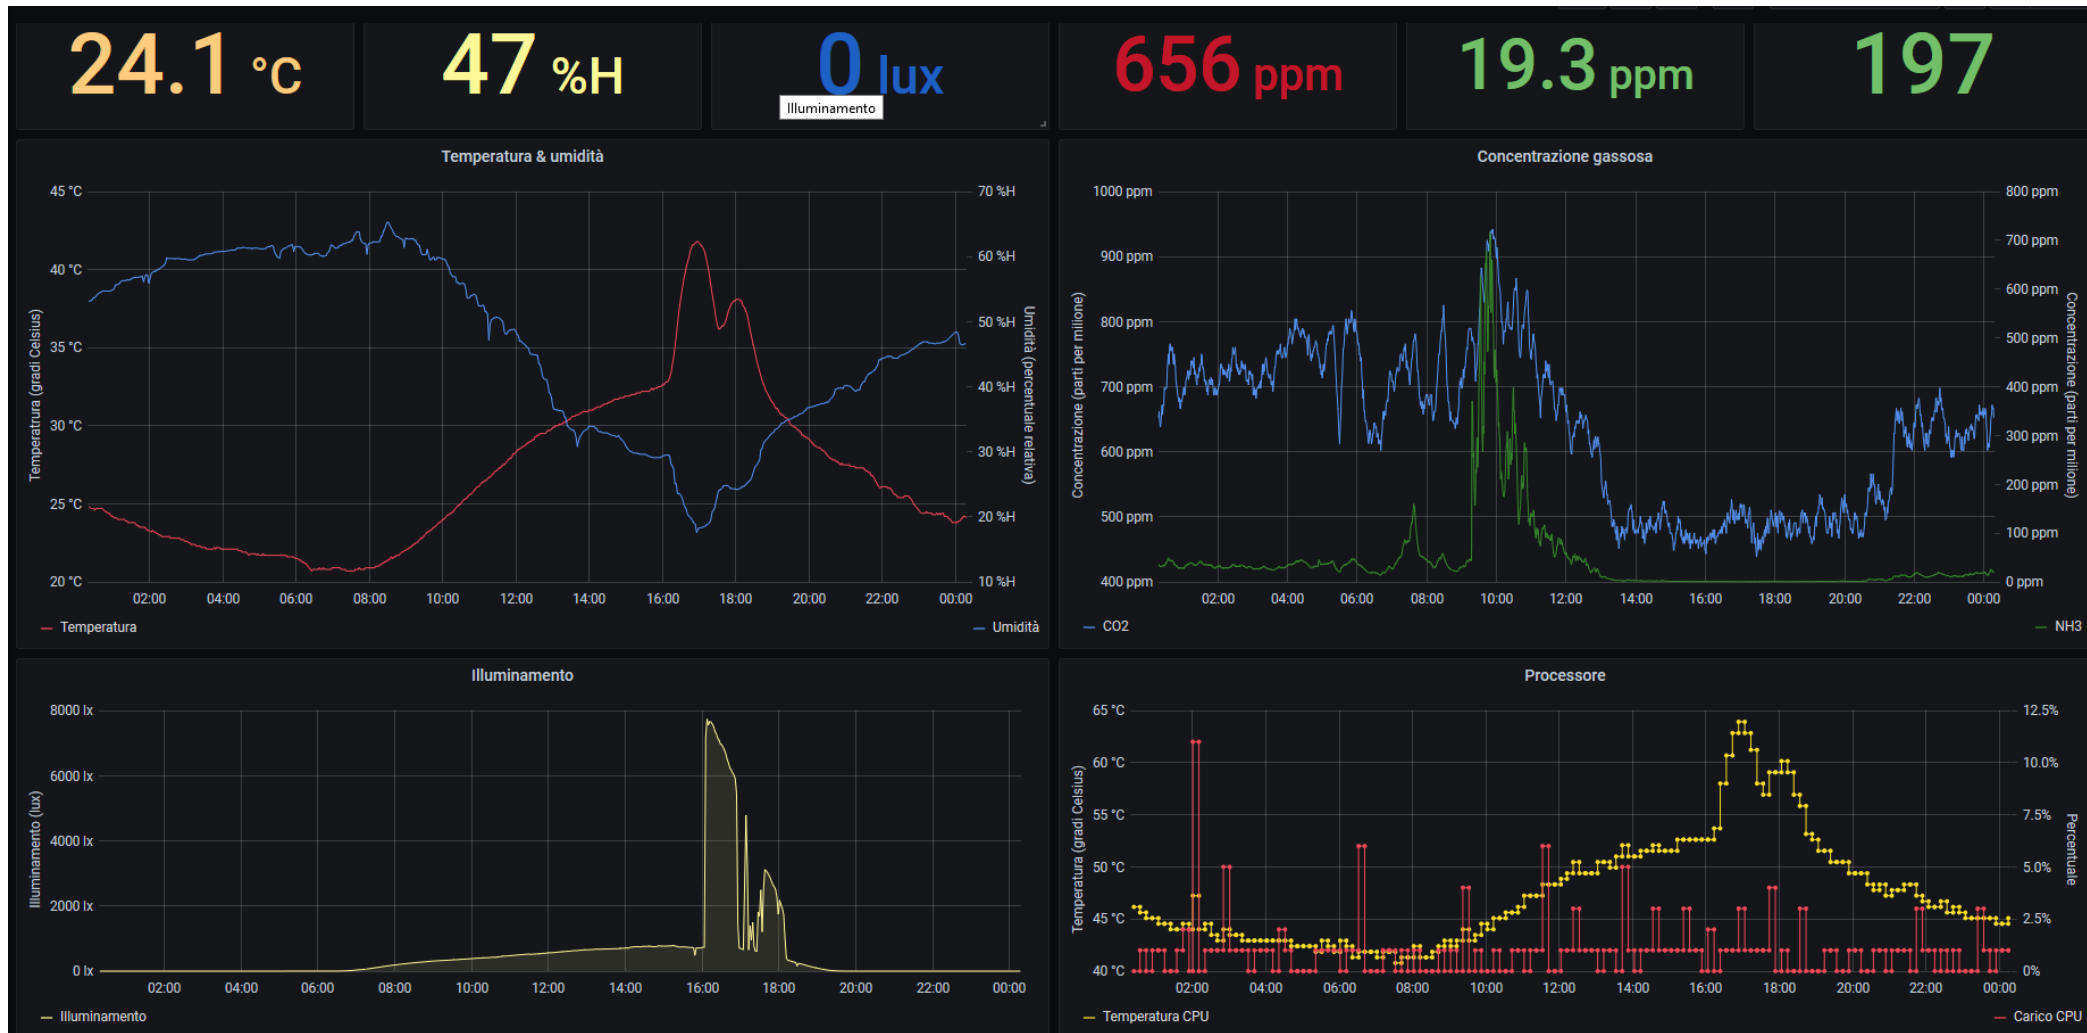 24.1 °C
47 %H
0 lux
656 ppm
19.3 ppm
197
Illuminamento
Temperatura & umidità
45 °C
40 °C
35 °C
30 °C
25 °C
20 °C
Temperatura (gradi Celsius)
70 %H
60 %H
50 %H
40 %H
30 %H
20 %H
10 %H
Umidità (percentuale relativa)
02:00 04:00 06:00 08:00 10:00 12:00 14:00 16:00 18:00 20:00 22:00 00:00
Temperatura
Umidità
Concentrazione gassosa
1000 ppm
900 ppm
800 ppm
700 ppm
600 ppm
500 ppm
400 ppm
Concentrazione (parti per milione)
800 ppm
700 ppm
600 ppm
500 ppm
400 ppm
300 ppm
200 ppm
100 ppm
0 ppm
Concentrazione (parti per milione)
02:00 04:00 06:00 08:00 10:00 12:00 14:00 16:00 18:00 20:00 22:00 00:00
CO2
NH3
Illuminamento
8000 lx
6000 lx
4000 lx
2000 lx
0 lx
Illuminamento (lux)
02:00 04:00 06:00 08:00 10:00 12:00 14:00 16:00 18:00 20:00 22:00 00:00
Illuminamento
Processore
65 °C
60 °C
55 °C
50 °C
45 °C
40 °C
Temperatura (gradi Celsius)
12.5%
10.0%
7.5%
5.0%
2.5%
0%
Percentuale
02:00 04:00 06:00 08:00 10:00 12:00 14:00 16:00 18:00 20:00 22:00 00:00
Temperatura CPU
Carico CPU